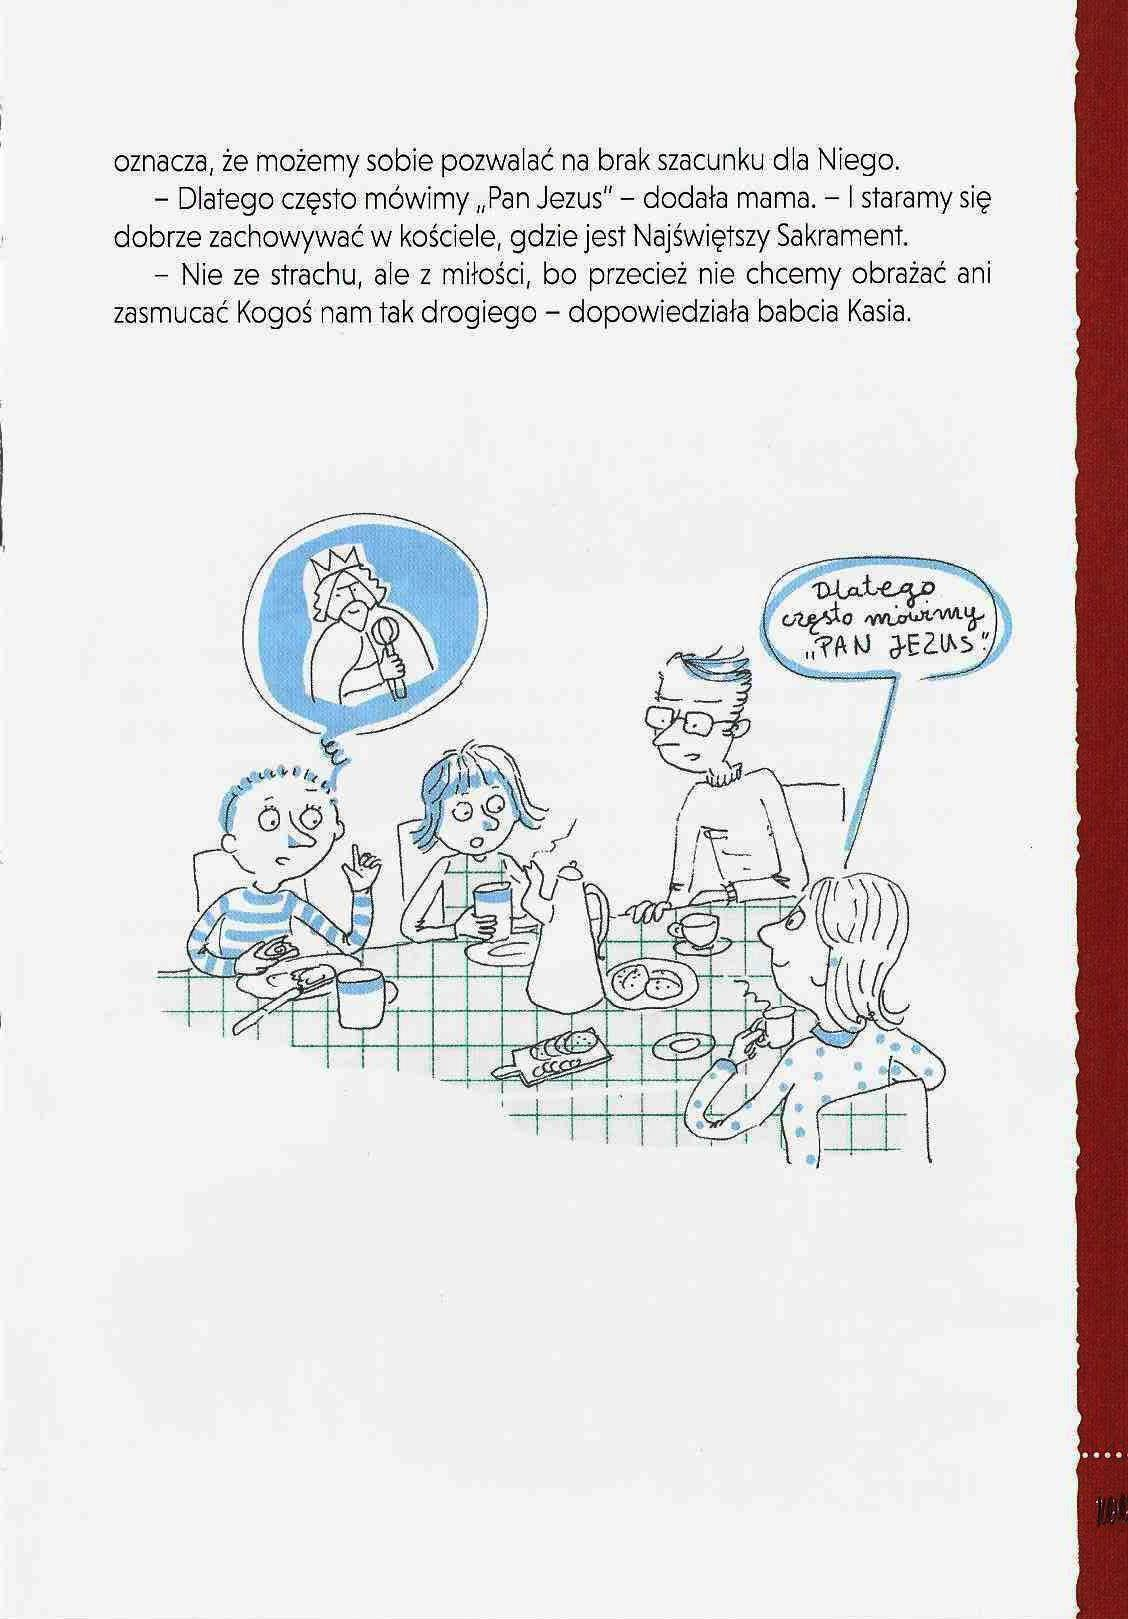 oznacza, że możemy sobie pozwalać na brak szacunku dla Niego.
– Dlatego często mówimy „Pan Jezus” – dodała mama. – I staramy się
dobrze zachowywać w kościele, gdzie jest Najświętszy Sakrament.
– Nie ze strachu, ale z miłości, bo przecież nie chcemy obrażać ani
zasmucać Kogoś nam tak drogiego – dopowiedziała babcia Kasia.
Dlatego
często mówimy
„PAN JEZUS”.